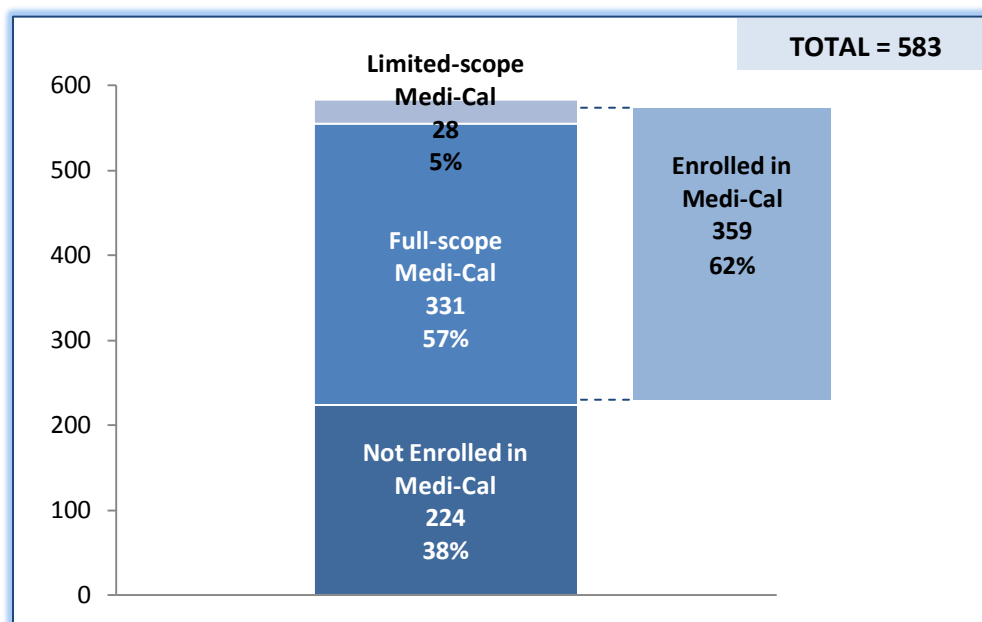 TOTAL = 583
600
500
400
300
200
100
0
Limited-scope
Medi-Cal
28
5%
Full-scope
Medi-Cal
331
57%
Not Enrolled in
Medi-Cal
224
38%
Enrolled in
Medi-Cal
359
62%